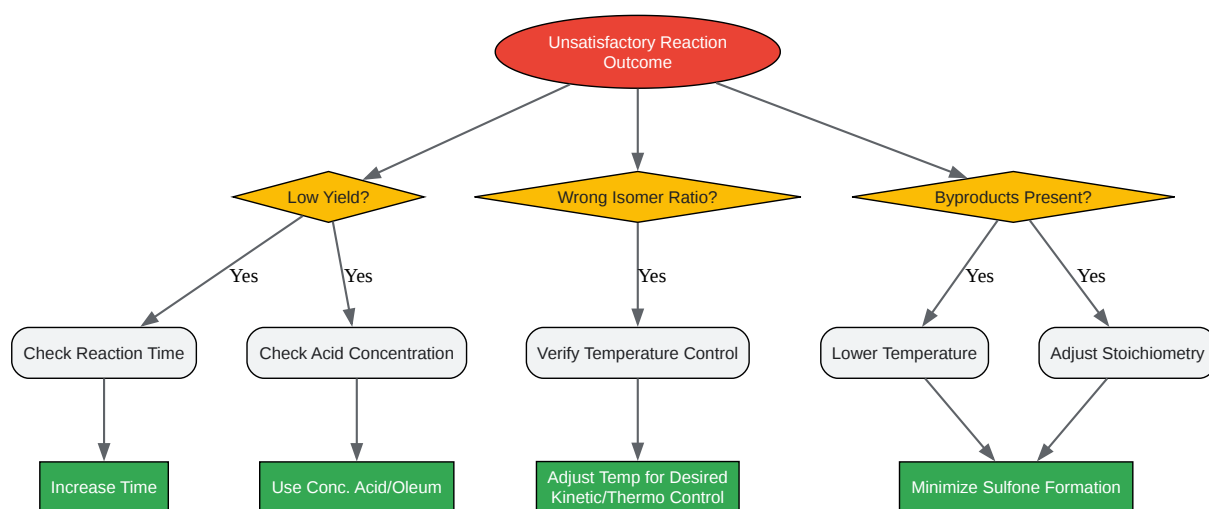 Unsatisfactory Reaction
Outcome
Low Yield?
Wrong Isomer Ratio?
Byproducts Present?
Yes
Yes
Yes
Yes
Yes
Check Reaction Time
Check Acid Concentration
Verify Temperature Control
Lower Temperature
Adjust Stoichiometry
Increase Time
Use Conc. Acid/Oleum
Adjust Temp for Desired
Kinetic/Thermo Control
Minimize Sulfone Formation